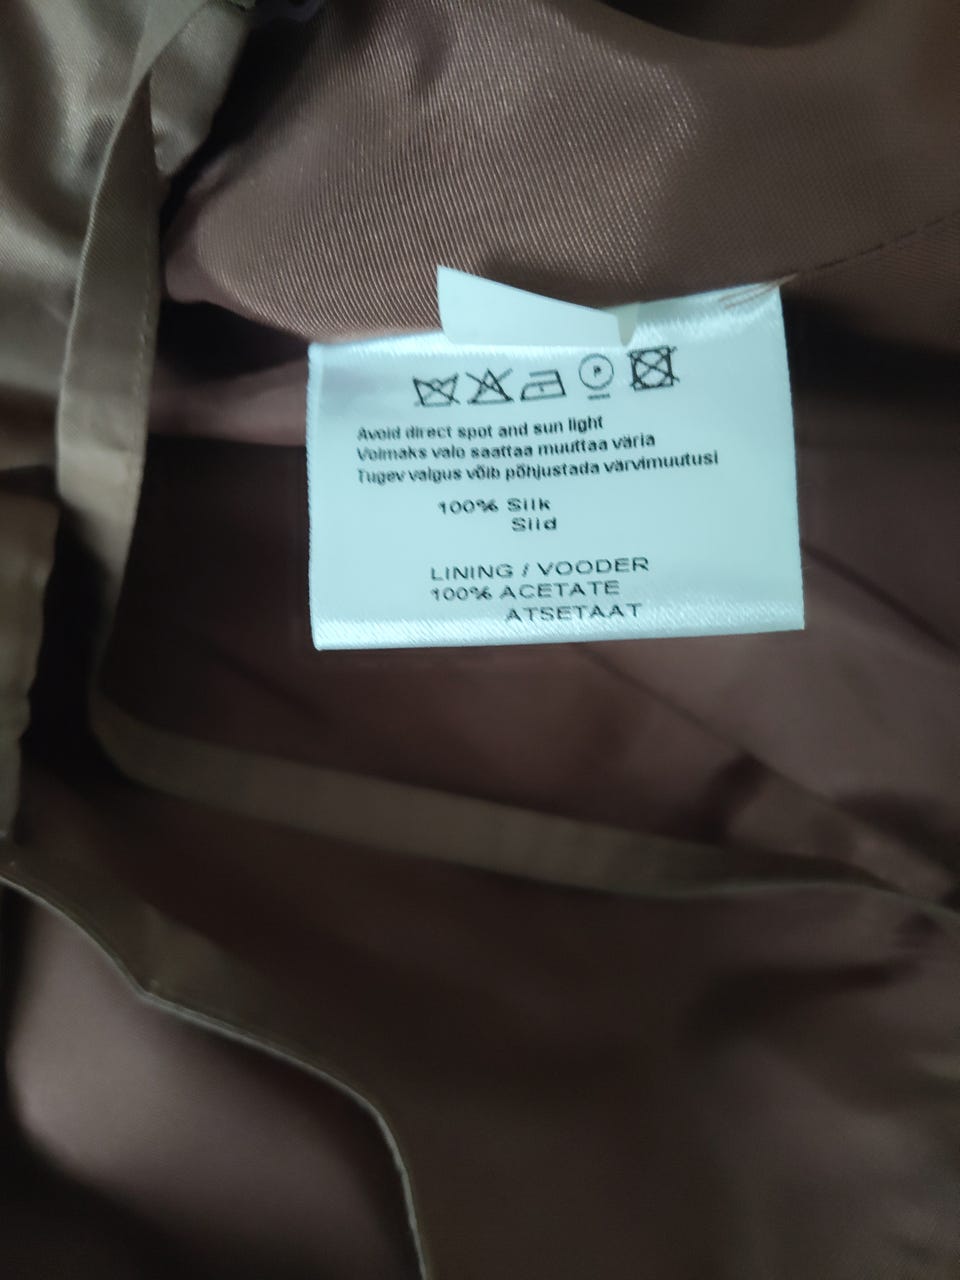 P
Avoid direct spot and sun light
Voimaks valo saattaa muuttaa väria
Tugev valgus võib põhjustada värvimuutusi
100% Silk
Siid
LINING / VOODER
100% ACETATE
ATSETAAT